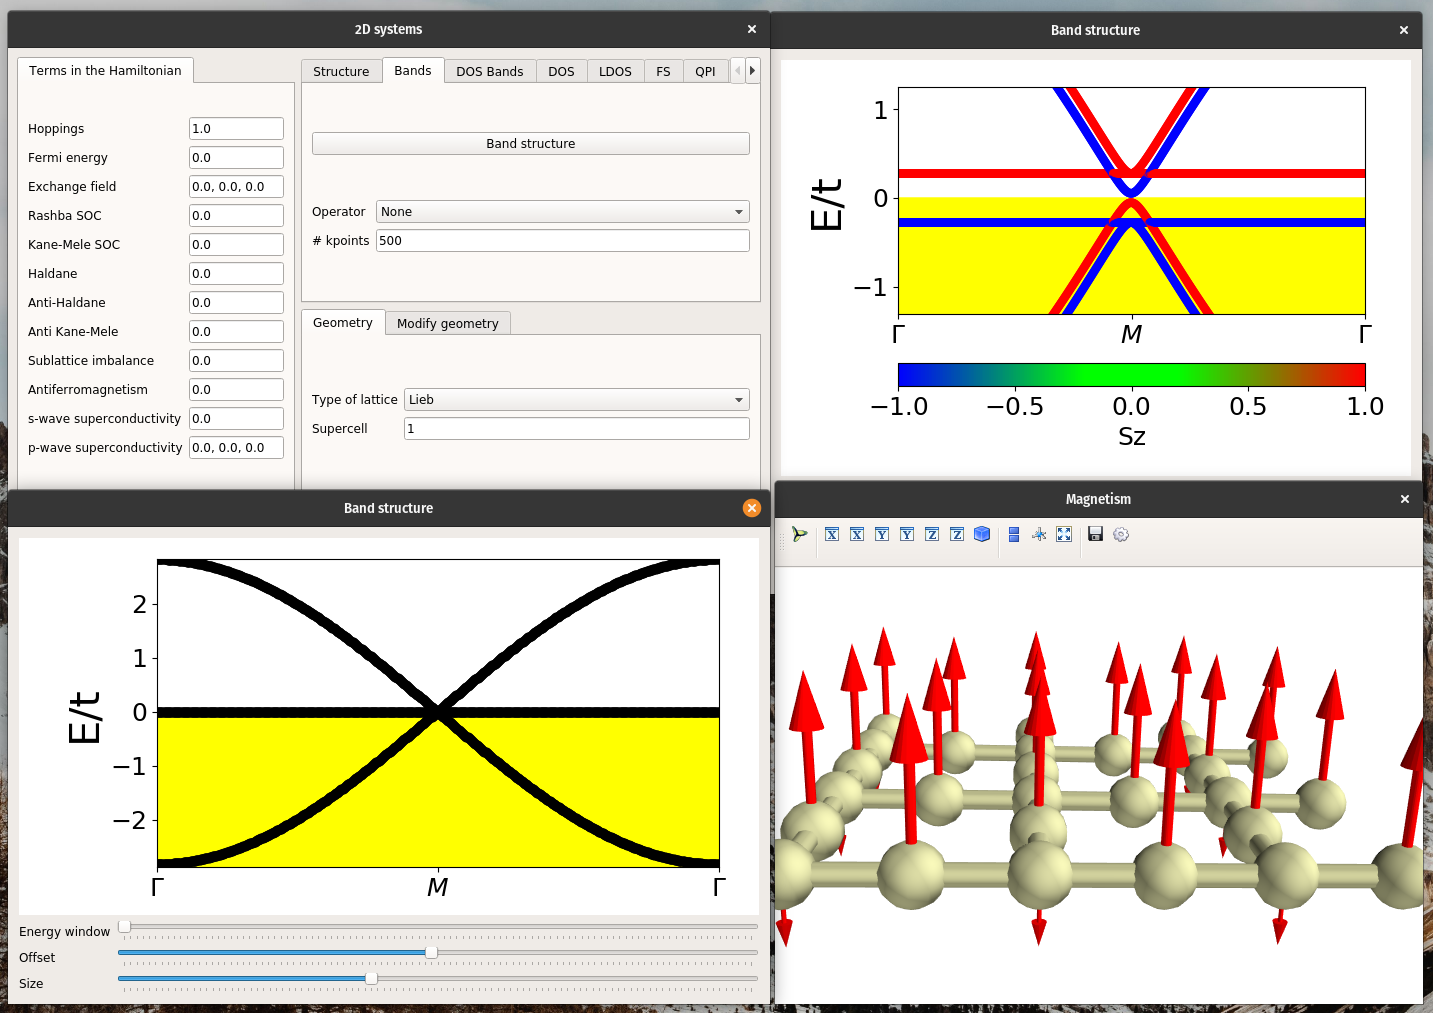 2D systems
Terms in the Hamiltonian
Hoppings 1.0
Fermi energy 0.0
Exchange field 0.0, 0.0, 0.0
Rashba SOC 0.0
Kane-Mele SOC 0.0
Haldane 0.0
Anti-Haldane 0.0
Anti Kane-Mele 0.0
Sublattice imbalance 0.0
Antiferromagnetism 0.0
s-wave superconductivity 0.0
p-wave superconductivity 0.0, 0.0, 0.0
Structure Bands DOS Bands DOS LDOS FS QPI
Band structure
Operator None
# kpoints 500
Geometry Modify geometry
Type of lattice Lieb
Supercell 1
Band structure
E/t
1
0
−1
Γ M Γ
−1.0 −0.5 0.0 0.5 1.0
Sz
Band structure
E/t
2
1
0
−1
−2
Γ M Γ
Energy window
Offset
Size
Magnetism
X X Y Y Z Z